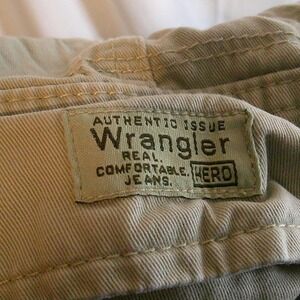 AUTHENTIC ISSUE
Wrangler
REAL.
COMFORTABLE.
JEANS. HERO